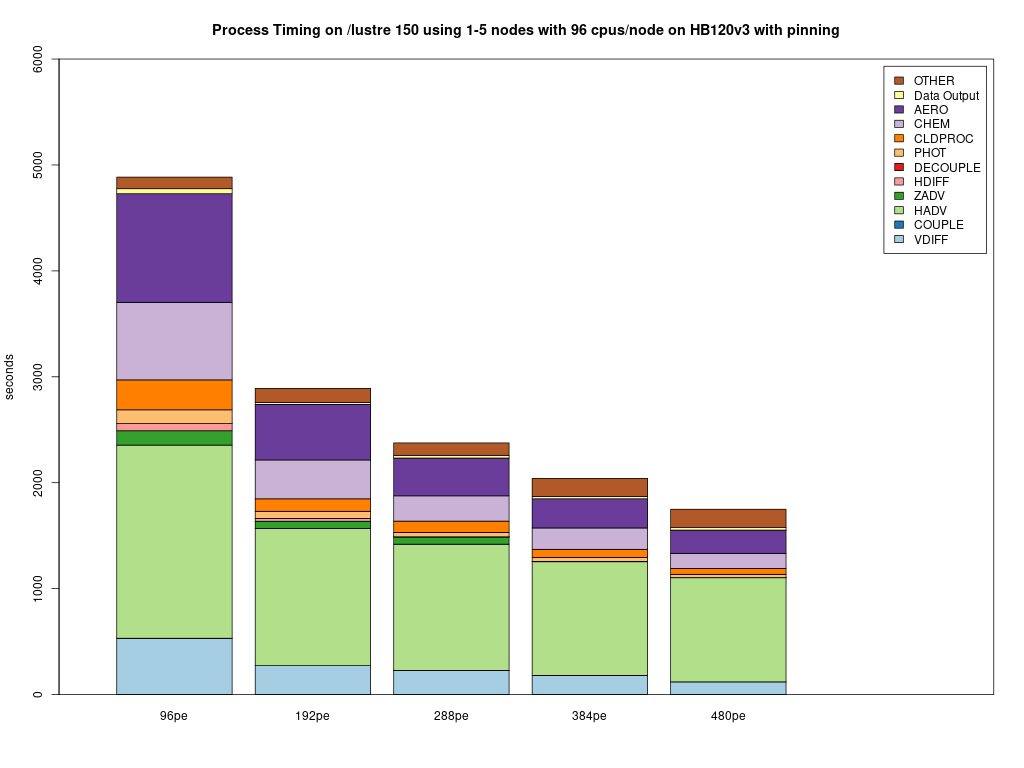 Process Timing on /lustre 150 using 1-5 nodes with 96 cpus/node on HB120v3 with pinning
6000
5000
4000
3000
2000
1000
0
seconds
OTHER
Data Output
AERO
CHEM
CLDPROC
PHOT
DECOUPLE
HDIFF
ZADV
HADV
COUPLE
VDIFF
96pe
192pe
288pe
384pe
480pe